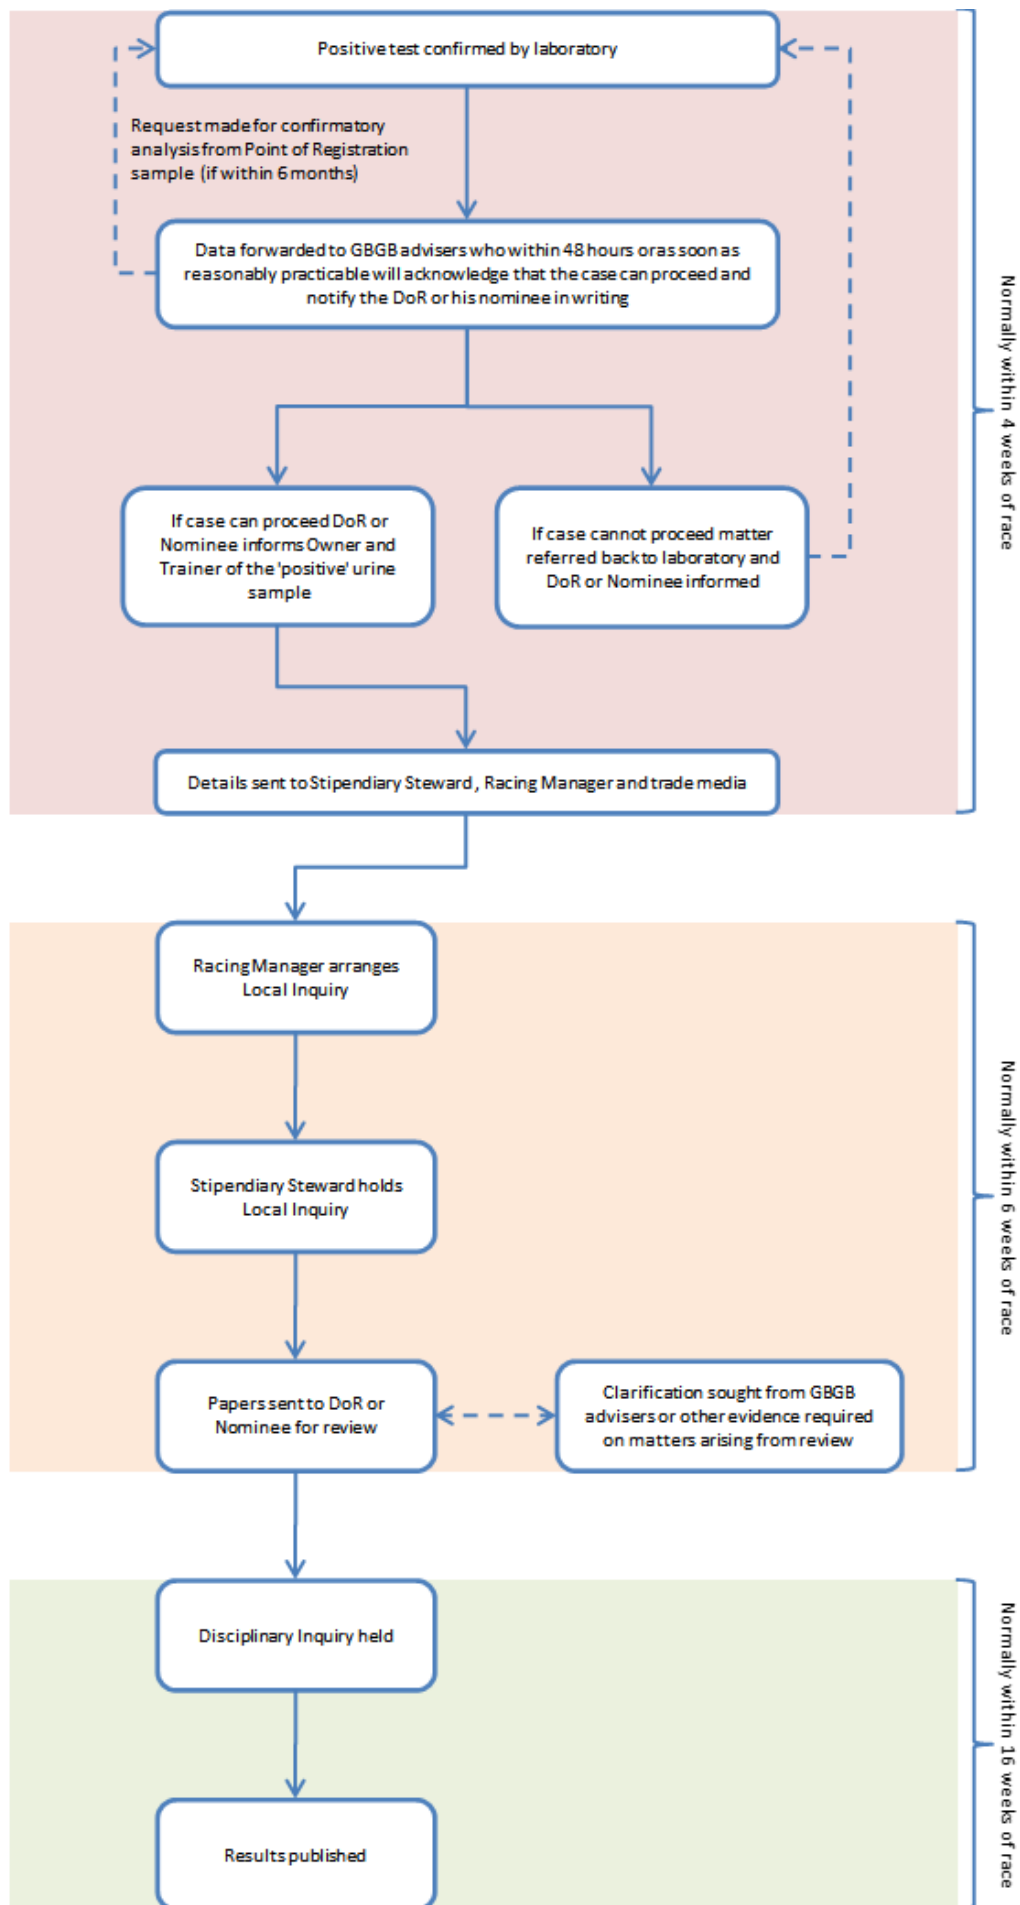 Positive test confirmed by laboratory
Request made for confirmatory
analysis from Point of Registration
sample (if within 6 months)
Data forwarded to GBGB advisers who within 48 hours or as soon as
reasonably practicable will acknowledge that the case can proceed and
notify the DoR or his nominee in writing
If case can proceed DoR or
Nominee informs Owner and
Trainer of the 'positive' urine
sample
If case cannot proceed matter
referred back to laboratory and
DoR or Nominee informed
Details sent to Stipendiary Steward, Racing Manager and trade media
Normally within 4 weeks of race
Racing Manager arranges
Local Inquiry
Stipendiary Steward holds
Local Inquiry
Papers sent to DoR or
Nominee for review
Clarification sought from GBGB
advisers or other evidence required
on matters arising from review
Normally within 6 weeks of race
Disciplinary Inquiry held
Results published
Normally within 16 weeks of race